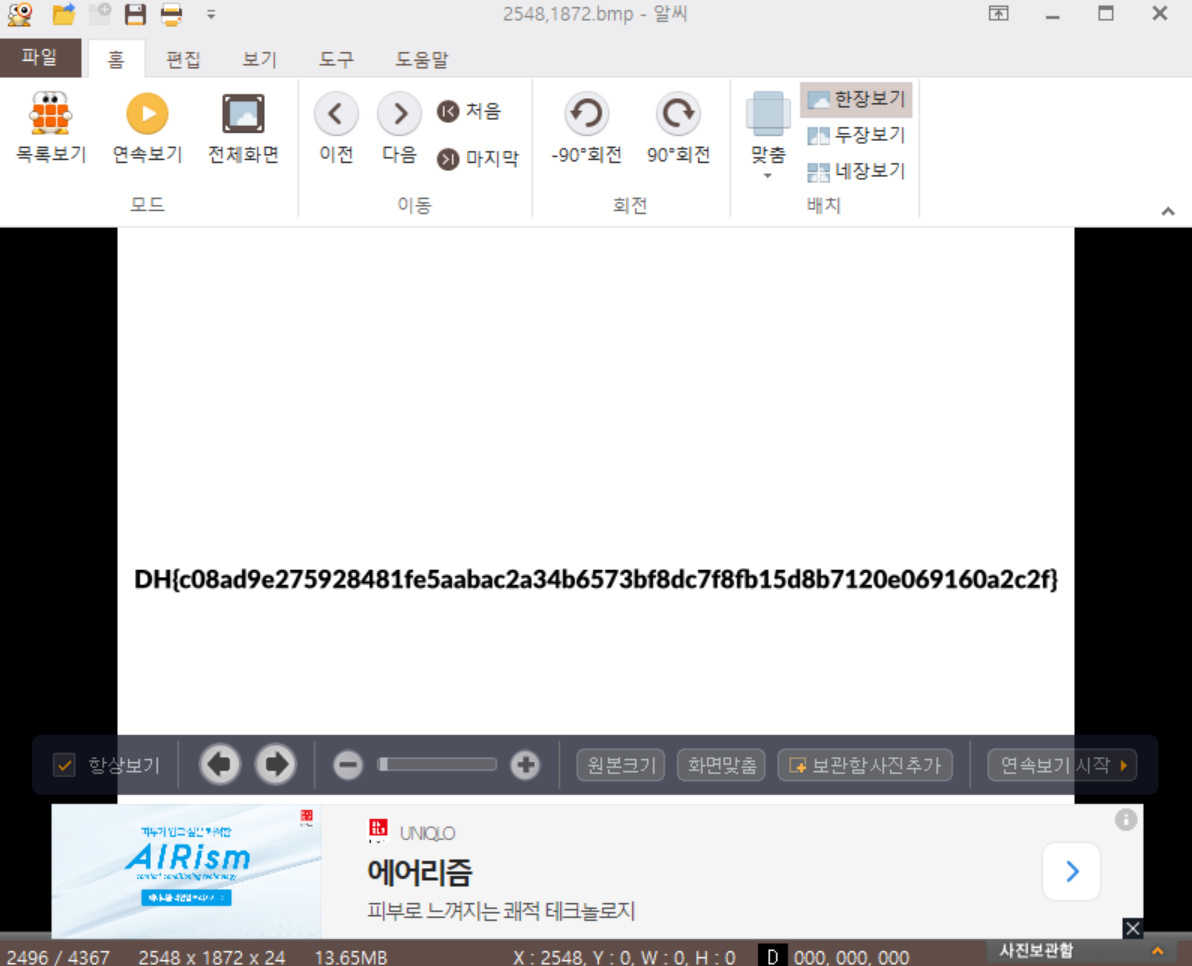 2548,1872.bmp - 알씨
파일 홈 편집 보기 도구 도움말
목록보기 연속보기 전체화면
모드
이전 다음 처음
마지막
이동
-90°회전 90°회전
회전
맞춤
한장보기
두장보기
네장보기
배치
DH{c08ad9e275928481fe5aabac2a34b6573bf8dc7f8fb15d8b7120e069160a2c2f}
항상보기 원본크기 화면맞춤 보관함 사진추가 연속보기 시작
AIRism
UNIQLO
에어리즘
피부로 느껴지는 쾌적 테크놀로지
2496 / 4367 2548 x 1872 x 24 13.65MB X : 2548, Y : 0, W : 0, H : 0 D 000, 000, 000 사진보관함